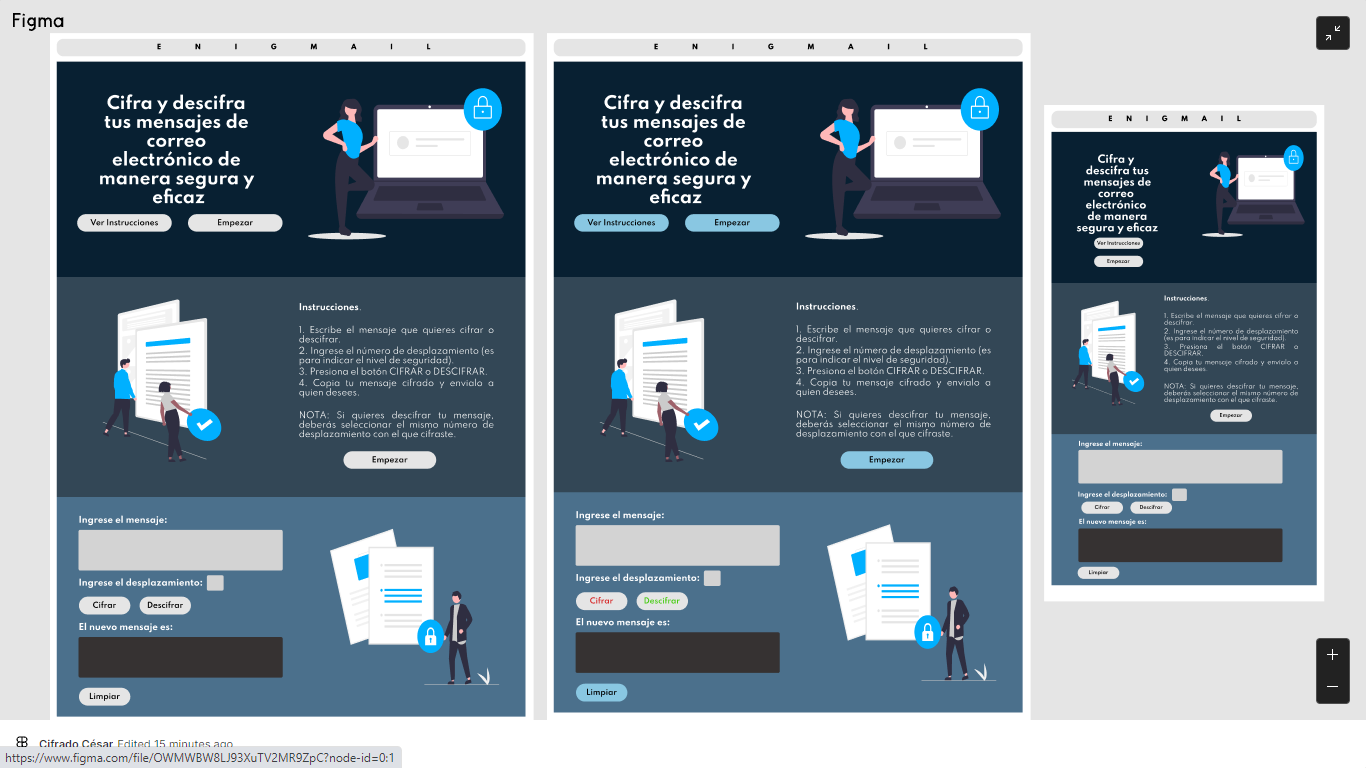 Figma
E N I G M A I L
Cifra y descifra
tus mensajes de
correo
electrónico de
manera segura y
eficaz
Ver Instrucciones
Empezar
Instrucciones.
1. Escribe el mensaje que quieres cifrar o
descifrar.
2. Ingrese el número de desplazamiento (es
para indicar el nivel de seguridad).
3. Presiona el botón CIFRAR o DESCIFRAR.
4. Copia tu mensaje cifrado y envialo a
quien desees.
NOTA: Si quieres descifrar tu mensaje,
deberás seleccionar el mismo número de
desplazamiento con el que cifraste.
Empezar
Ingrese el mensaje:
Ingrese el desplazamiento:
Cifrar
Descifrar
El nuevo mensaje es:
Limpiar
E N I G M A I L
Cifra y descifra
tus mensajes de
correo
electrónico de
manera segura y
eficaz
Ver Instrucciones
Empezar
Instrucciones.
1. Escribe el mensaje que quieres cifrar o
descifrar.
2. Ingrese el número de desplazamiento (es
para indicar el nivel de seguridad).
3. Presiona el botón CIFRAR o DESCIFRAR.
4. Copia tu mensaje cifrado y envialo a
quien desees.
NOTA: Si quieres descifrar tu mensaje,
deberás seleccionar el mismo número de
desplazamiento con el que cifraste.
Empezar
Ingrese el mensaje:
Ingrese el desplazamiento:
Cifrar
Descifrar
El nuevo mensaje es:
Limpiar
E N I G M A I L
Cifra y
descifra tus
mensajes de
correo
electrónico
de manera
segura y eficaz
Ver Instrucciones
Empezar
Instrucciones.
1. Escribe el mensaje que quieres cifrar o
descifrar.
2. Ingrese el número de desplazamiento
(es para indicar el nivel de seguridad).
3. Presiona el botón CIFRAR o
DESCIFRAR.
4. Copia tu mensaje cifrado y envialo a
quien desees.
NOTA: Si quieres descifrar tu mensaje,
deberás seleccionar el mismo número de
desplazamiento con el que cifraste.
Empezar
Ingrese el mensaje:
Ingrese el desplazamiento:
Cifrar
Descifrar
El nuevo mensaje es:
Limpiar
Cifrado César Edited 15 minutes ago
https://www.figma.com/file/OWMWBW8LJ93XuTV2MR9ZpC?node-id=0:1